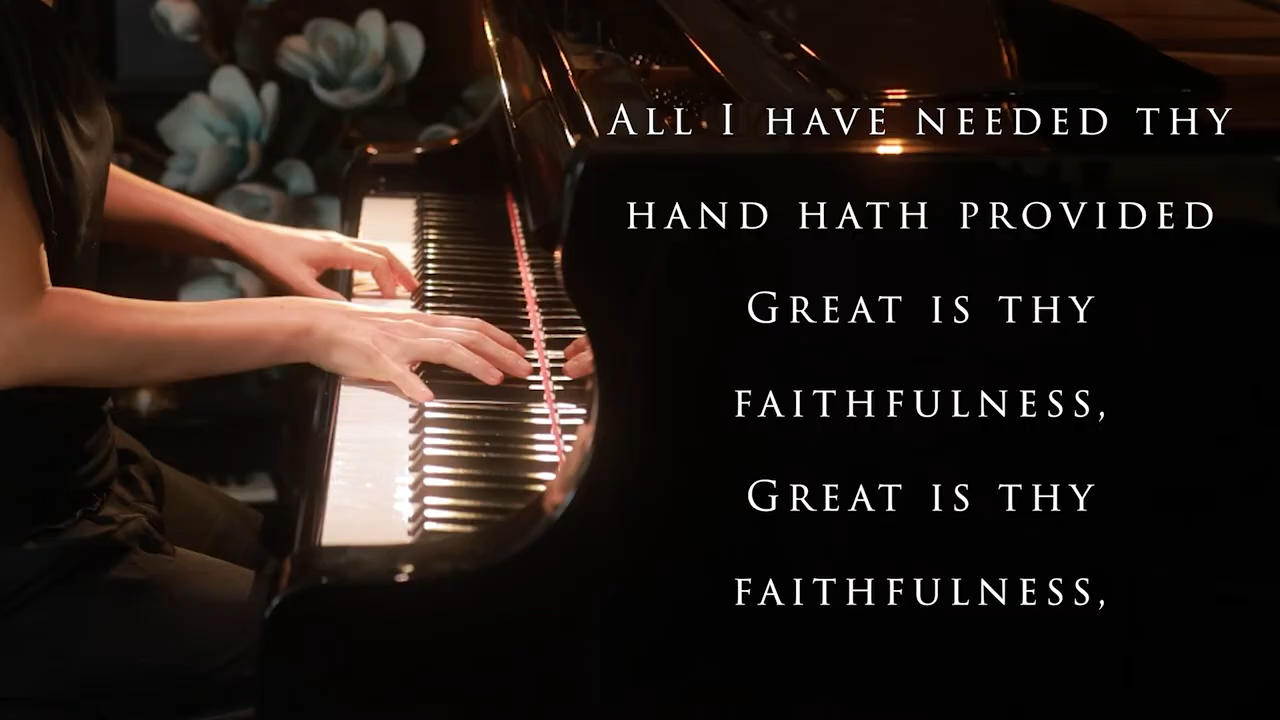 All I have needed thy
hand hath provided
Great is thy
faithfulness,
Great is thy
faithfulness,